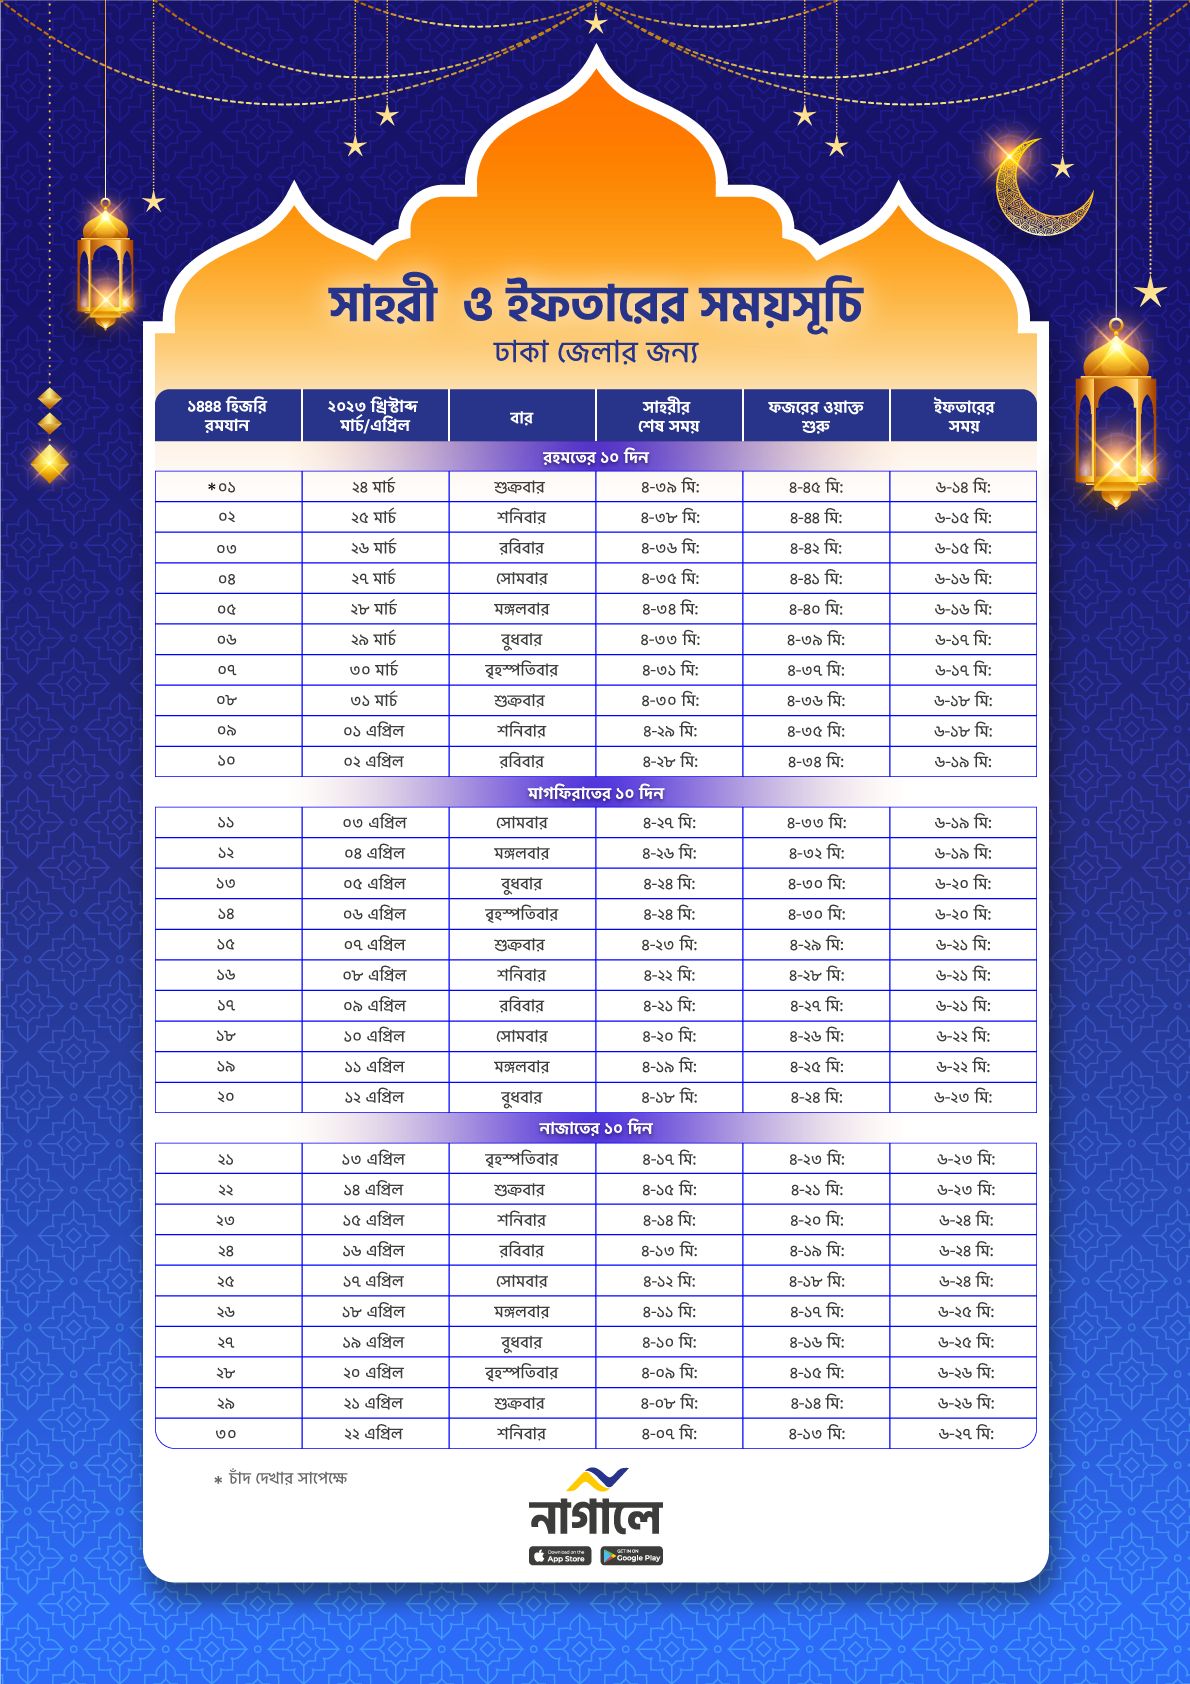 সাহরী ও ইফতারের সময়সূচি
ঢাকা জেলার জন্য
১৪৪৪ হিজরি রমযান ২০২৩ খ্রিস্টাব্দ মার্চ/এপ্রিল বার সাহরীর শেষ সময় ফজরের ওয়াক্ত শুরু ইফতারের সময়
রহমতের ১০ দিন
*০১ ২৪ মার্চ শুক্রবার ৪-৩৯ মি: ৪-৪৫ মি: ৬-১৪ মি:
০২ ২৫ মার্চ শনিবার ৪-৩৮ মি: ৪-৪৪ মি: ৬-১৫ মি:
০৩ ২৬ মার্চ রবিবার ৪-৩৬ মি: ৪-৪২ মি: ৬-১৫ মি:
০৪ ২৭ মার্চ সোমবার ৪-৩৫ মি: ৪-৪১ মি: ৬-১৬ মি:
০৫ ২৮ মার্চ মঙ্গলবার ৪-৩৪ মি: ৪-৪০ মি: ৬-১৬ মি:
০৬ ২৯ মার্চ বুধবার ৪-৩৩ মি: ৪-৩৯ মি: ৬-১৭ মি:
০৭ ৩০ মার্চ বৃহস্পতিবার ৪-৩১ মি: ৪-৩৭ মি: ৬-১৭ মি:
০৮ ৩১ মার্চ শুক্রবার ৪-৩০ মি: ৪-৩৬ মি: ৬-১৮ মি:
০৯ ০১ এপ্রিল শনিবার ৪-২৯ মি: ৪-৩৫ মি: ৬-১৮ মি:
১০ ০২ এপ্রিল রবিবার ৪-২৮ মি: ৪-৩৪ মি: ৬-১৯ মি:
মাগফিরাতের ১০ দিন
১১ ০৩ এপ্রিল সোমবার ৪-২৭ মি: ৪-৩৩ মি: ৬-১৯ মি:
১২ ০৪ এপ্রিল মঙ্গলবার ৪-২৬ মি: ৪-৩২ মি: ৬-১৯ মি:
১৩ ০৫ এপ্রিল বুধবার ৪-২৪ মি: ৪-৩০ মি: ৬-২০ মি:
১৪ ০৬ এপ্রিল বৃহস্পতিবার ৪-২৪ মি: ৪-৩০ মি: ৬-২০ মি:
১৫ ০৭ এপ্রিল শুক্রবার ৪-২৩ মি: ৪-২৯ মি: ৬-২১ মি:
১৬ ০৮ এপ্রিল শনিবার ৪-২২ মি: ৪-২৮ মি: ৬-২১ মি:
১৭ ০৯ এপ্রিল রবিবার ৪-২১ মি: ৪-২৭ মি: ৬-২১ মি:
১৮ ১০ এপ্রিল সোমবার ৪-২০ মি: ৪-২৬ মি: ৬-২২ মি:
১৯ ১১ এপ্রিল মঙ্গলবার ৪-১৯ মি: ৪-২৫ মি: ৬-২২ মি:
২০ ১২ এপ্রিল বুধবার ৪-১৮ মি: ৪-২৪ মি: ৬-২৩ মি:
নাজাতের ১০ দিন
২১ ১৩ এপ্রিল বৃহস্পতিবার ৪-১৭ মি: ৪-২৩ মি: ৬-২৩ মি:
২২ ১৪ এপ্রিল শুক্রবার ৪-১৫ মি: ৪-২১ মি: ৬-২৩ মি:
২৩ ১৫ এপ্রিল শনিবার ৪-১৪ মি: ৪-২০ মি: ৬-২৪ মি:
২৪ ১৬ এপ্রিল রবিবার ৪-১৩ মি: ৪-১৯ মি: ৬-২৪ মি:
২৫ ১৭ এপ্রিল সোমবার ৪-১২ মি: ৪-১৮ মি: ৬-২৪ মি:
২৬ ১৮ এপ্রিল মঙ্গলবার ৪-১১ মি: ৪-১৭ মি: ৬-২৫ মি:
২৭ ১৯ এপ্রিল বুধবার ৪-১০ মি: ৪-১৬ মি: ৬-২৫ মি:
২৮ ২০ এপ্রিল বৃহস্পতিবার ৪-০৯ মি: ৪-১৫ মি: ৬-২৬ মি:
২৯ ২১ এপ্রিল শুক্রবার ৪-০৮ মি: ৪-১৪ মি: ৬-২৬ মি:
৩০ ২২ এপ্রিল শনিবার ৪-০৭ মি: ৪-১৩ মি: ৬-২৭ মি:
* চাঁদ দেখার সাপেক্ষে
নাগালে
Download on the App Store GET IN ON Google Play